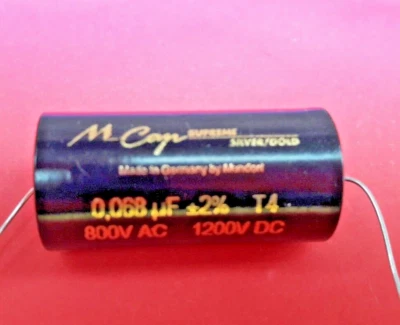 M-Cap SUPREME
SILVER/GOLD
Made in Germany by Mundorf
0,068 µF ±2% T4
800V AC 1200V DC